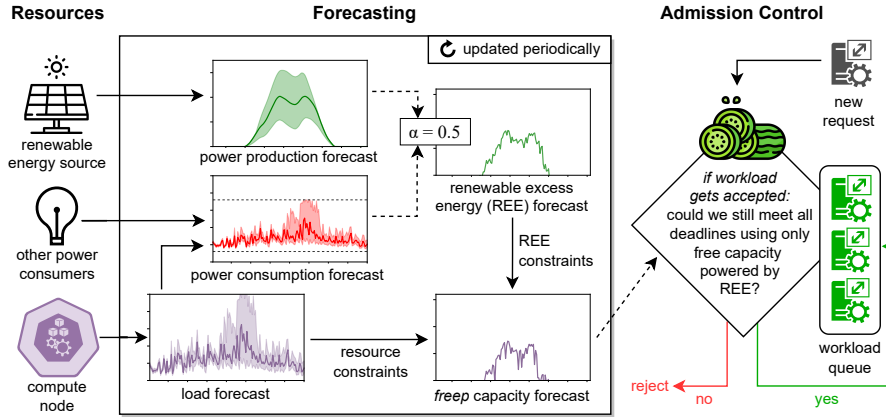 Resources
Forecasting
Admission Control
updated periodically
renewable
energy source
power production forecast
α = 0.5
renewable excess
energy (REE) forecast
new
request
other power
consumers
power consumption forecast
REE
constraints
if workload
gets accepted:
could we still meet all
deadlines using only
free capacity
powered by
REE?
compute
node
load forecast
resource
constraints
freep capacity forecast
workload
queue
reject
no
yes